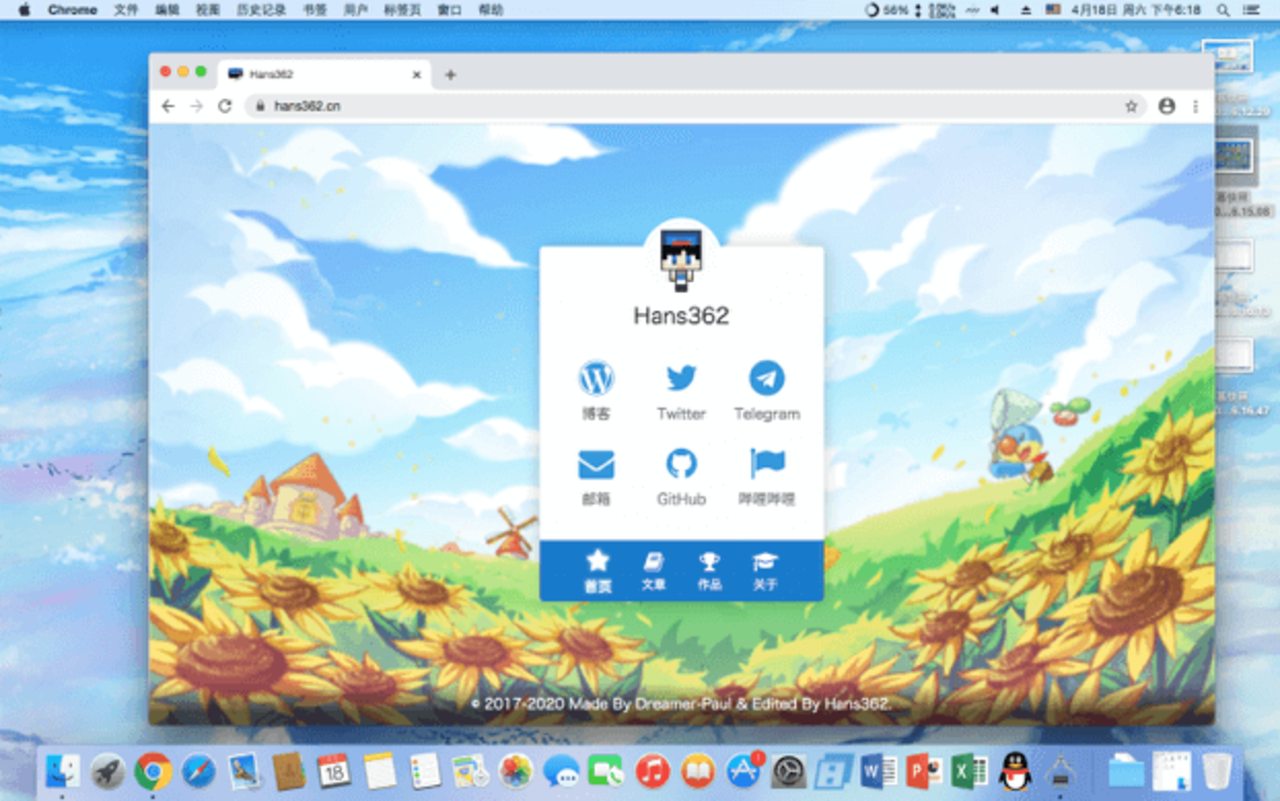 Chrome 文件 编辑 视图 历史记录 书签 用户 标签页 窗口 帮助 56% 4月18日 周六 下午6:18
Hans362
hans362.cn
Hans362
博客 Twitter Telegram
邮箱 GitHub 哔哩哔哩
首页 文章 作品 关于
© 2017-2020 Made By Dreamer-Paul & Edited By Hans362.
18
W P X